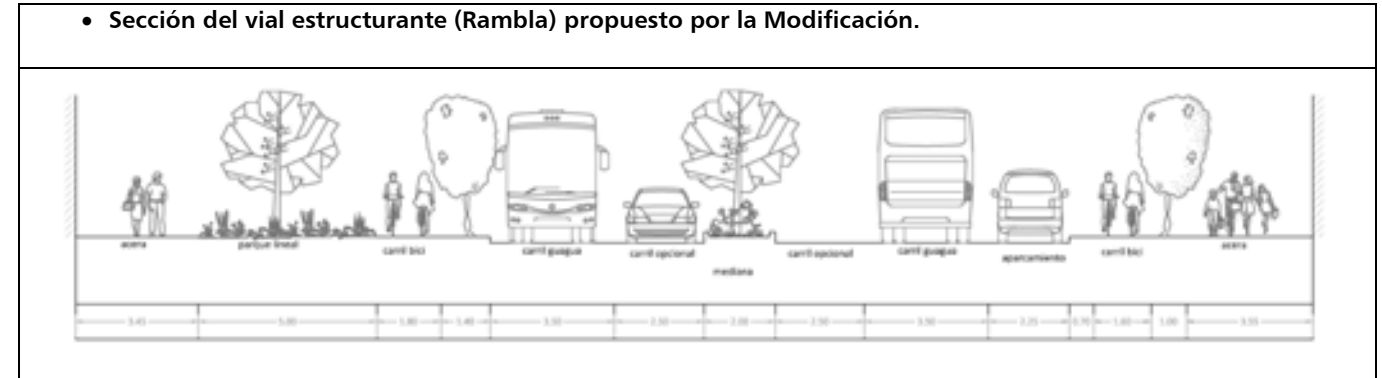 • Sección del vial estructurante (Rambla) propuesto por la Modificación.
acera parque lineal carril bici carril guagua carril opcional mediana carril opcional carril guagua aparcamiento carril bici acera
3.45 5.00 1.80 1.40 3.50 2.50 2.00 2.50 3.50 2.25 0.70 1.60 1.00 3.55